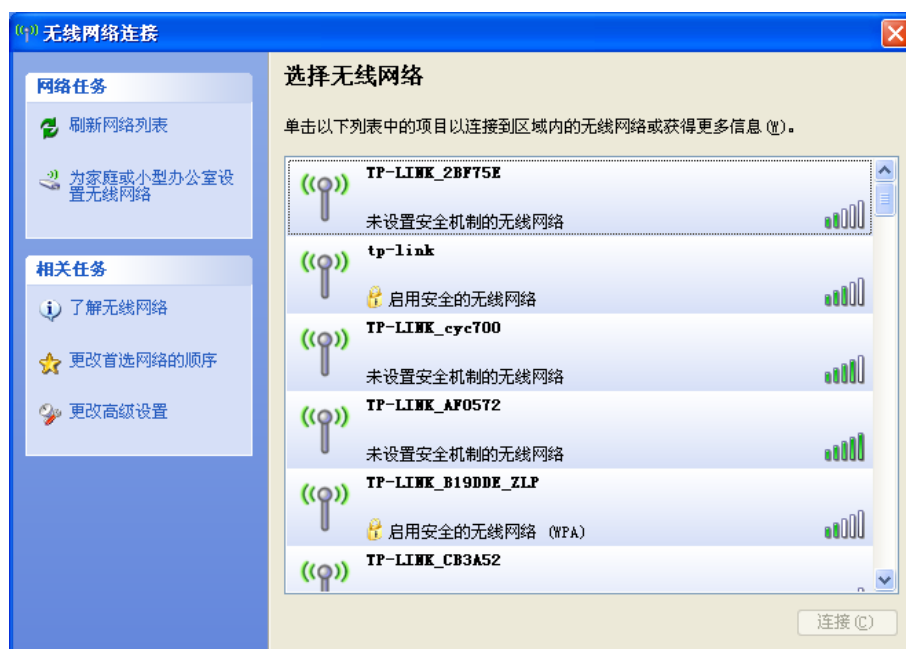 无线网络连接
网络任务
刷新网络列表
为家庭或小型办公室设
置无线网络
相关任务
了解无线网络
更改首选网络的顺序
更改高级设置
选择无线网络
单击以下列表中的项目以连接到区域内的无线网络或获得更多信息(W)。
TP-LINK_2BF75E
未设置安全机制的无线网络
tp-link
启用安全的无线网络
TP-LINK_cyc700
未设置安全机制的无线网络
TP-LINK_AF0572
未设置安全机制的无线网络
TP-LINK_B19DDE_ZLP
启用安全的无线网络 (WPA)
TP-LINK_CB3A52
连接(C)